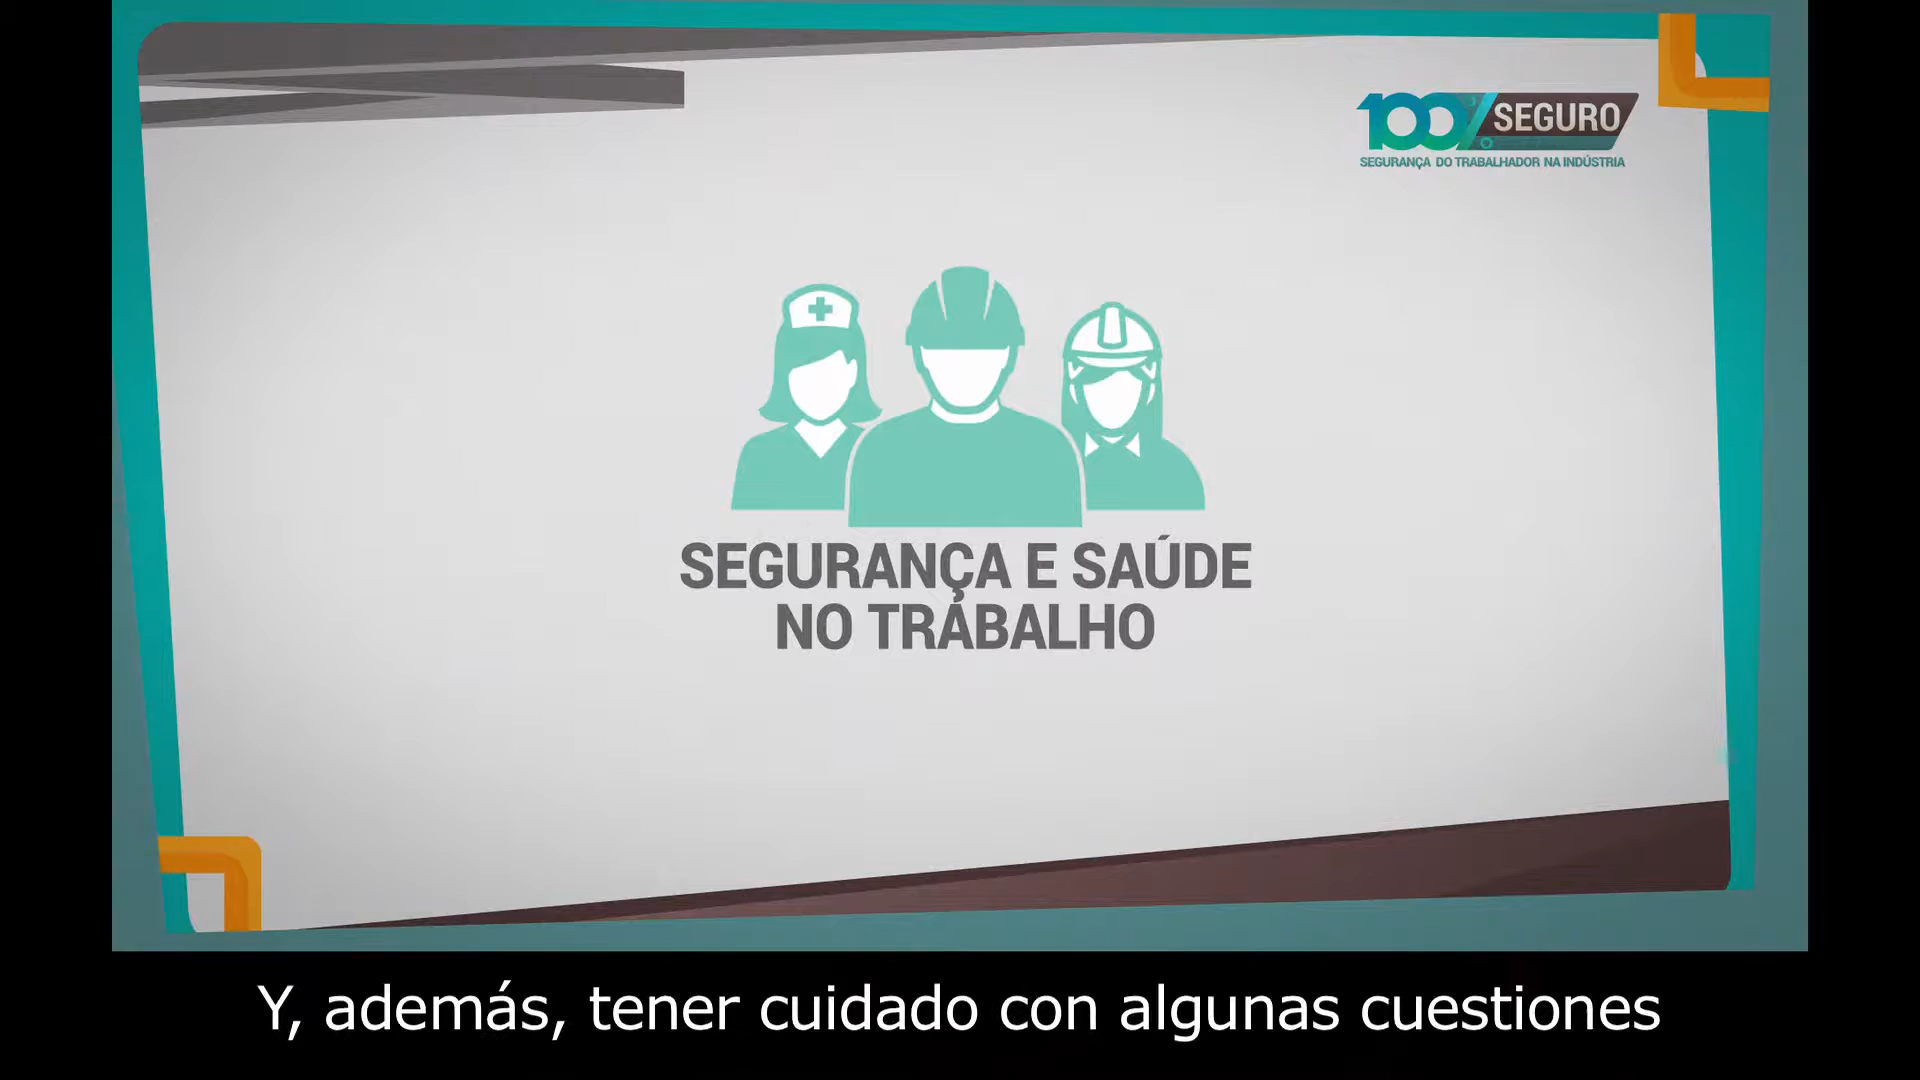 100% SEGURO
SEGURANÇA DO TRABALHADOR NA INDÚSTRIA
SEGURANÇA E SAÚDE
NO TRABALHO
Y, además, tener cuidado con algunas cuestiones